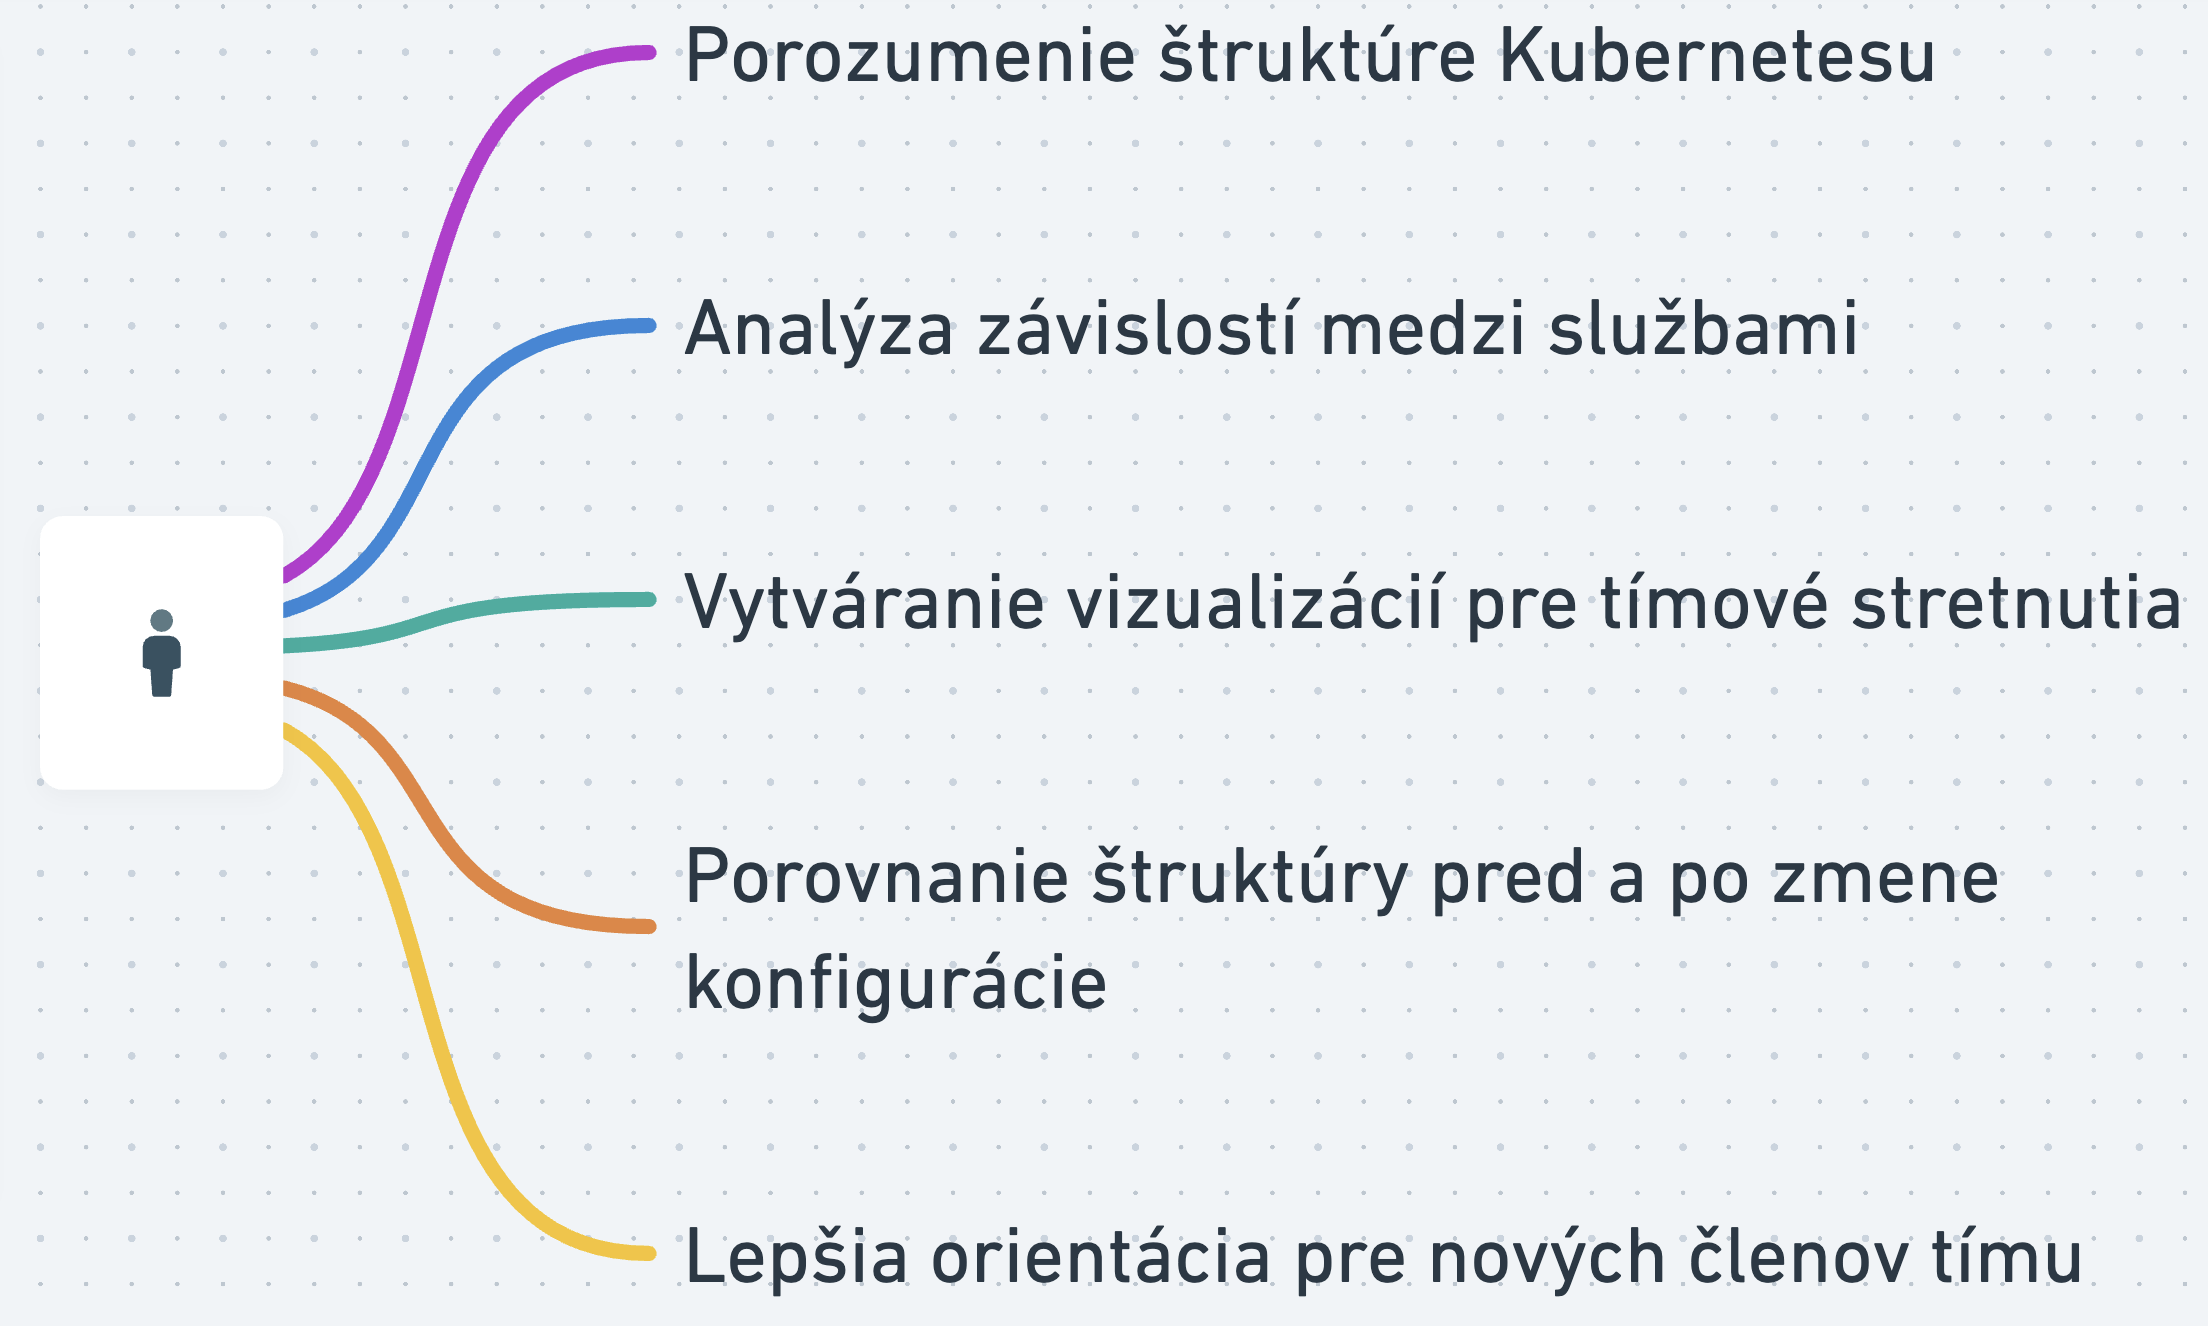 Porozumenie štruktúre Kubernetesu
Analýza závislostí medzi službami
Vytváranie vizualizácií pre tímové stretnutia
Porovnanie štruktúry pred a po zmene
konfigurácie
Lepšia orientácia pre nových členov tímu